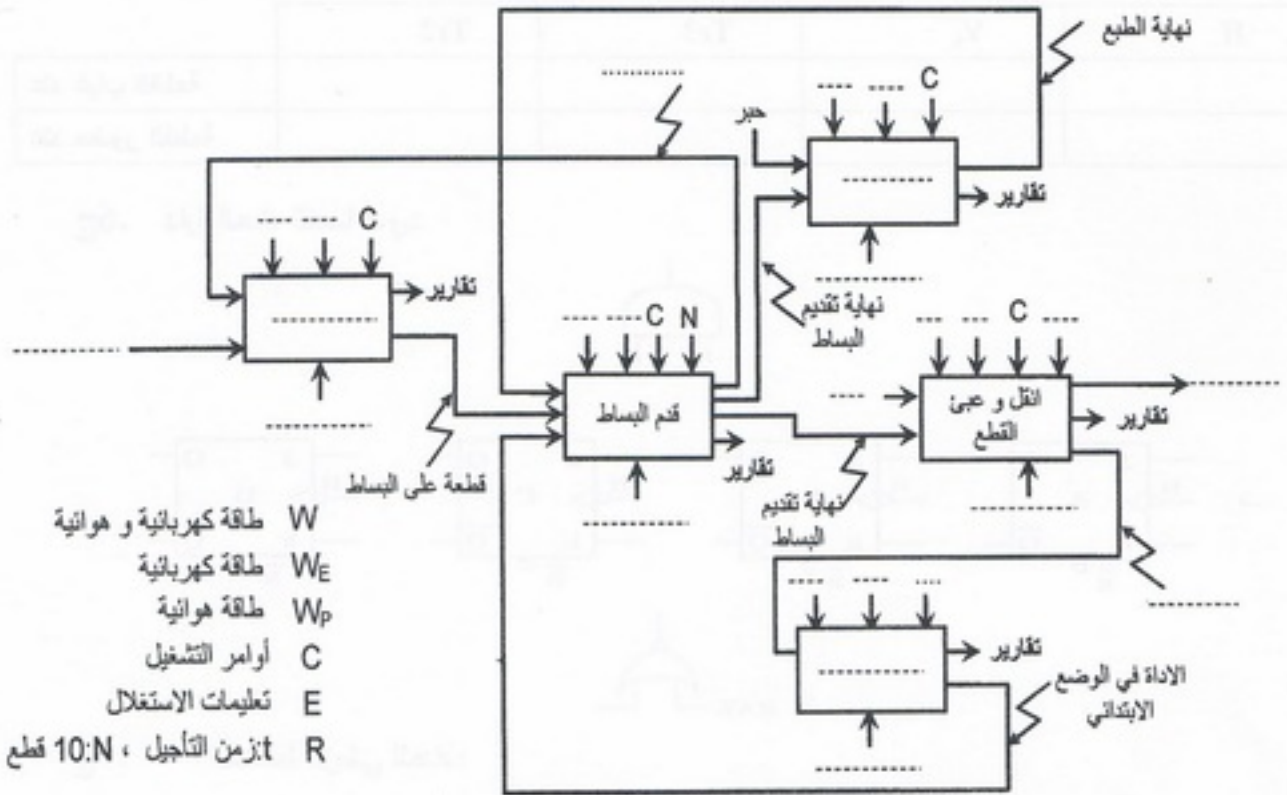 نهاية الطبع
C
حبر
تقارير
C
تقارير
نهاية تقديم
البساط
C N
C
قدم البساط
انقل و عبئ
القطع
تقارير
تقارير
قطعة على البساط
نهاية تقديم
البساط
تقارير
الاداة في الوضع
الابتدائي
W طاقة كهربائية و هوائية
WE طاقة كهربائية
WP طاقة هوائية
C أوامر التشغيل
E تعليمات الاستغلال
R t:زمن التأجيل ، 10:N قطع